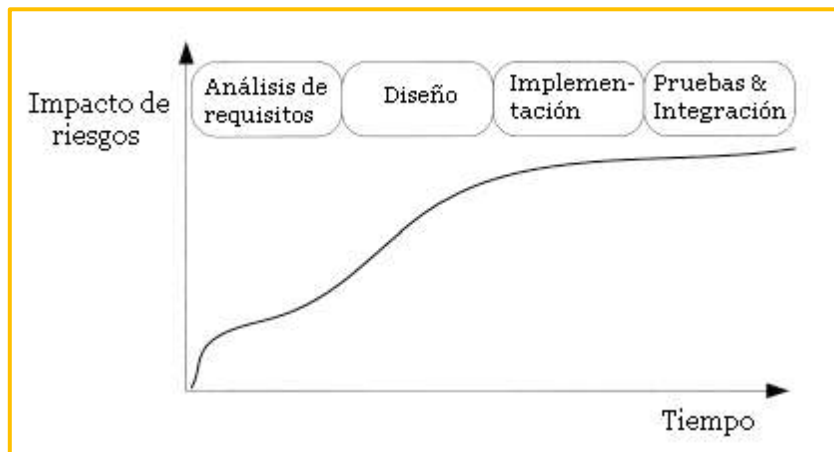 Impacto de
riesgos
Análisis de
requisitos
Diseño
Implemen-
tación
Pruebas &
Integración
Tiempo